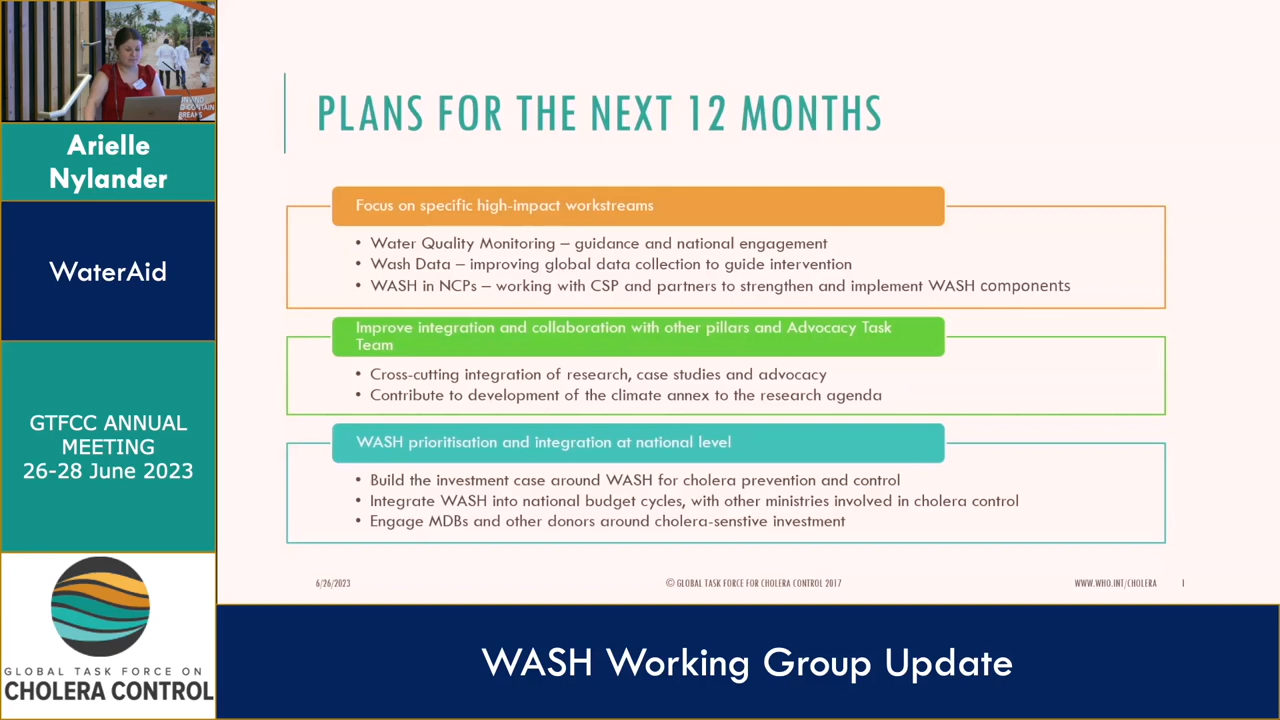 IN AND
D CONTAIN
BREAKS
Arielle
Nylander
WaterAid
GTFCC ANNUAL
MEETING
26-28 June 2023
GLOBAL TASK FORCE ON
CHOLERA CONTROL
PLANS FOR THE NEXT 12 MONTHS
Focus on specific high-impact workstreams
• Water Quality Monitoring – guidance and national engagement
• Wash Data – improving global data collection to guide intervention
• WASH in NCPs – working with CSP and partners to strengthen and implement WASH components
Improve integration and collaboration with other pillars and Advocacy Task
Team
• Cross-cutting integration of research, case studies and advocacy
• Contribute to development of the climate annex to the research agenda
WASH prioritisation and integration at national level
• Build the investment case around WASH for cholera prevention and control
• Integrate WASH into national budget cycles, with other ministries involved in cholera control
• Engage MDBs and other donors around cholera-senstive investment
6/26/2023
© GLOBAL TASK FORCE FOR CHOLERA CONTROL 2017
WWW.WHO.INT/CHOLERA
1
WASH Working Group Update